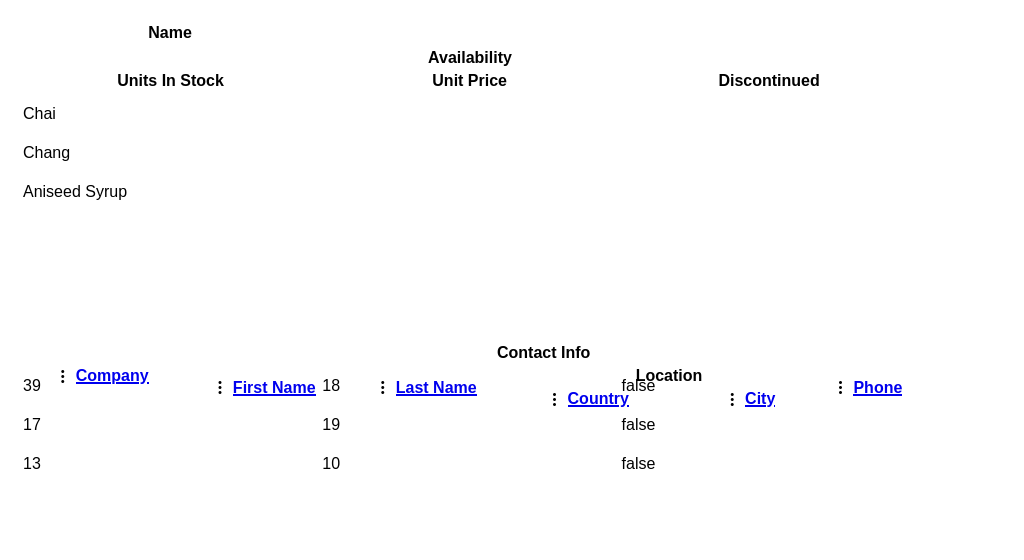 Name
Availability
Units In Stock Unit Price Discontinued
Chai
Chang
Aniseed Syrup
Contact Info
Company Location
39 18 false
First Name Last Name Phone
Country City
17 19 false
13 10 false